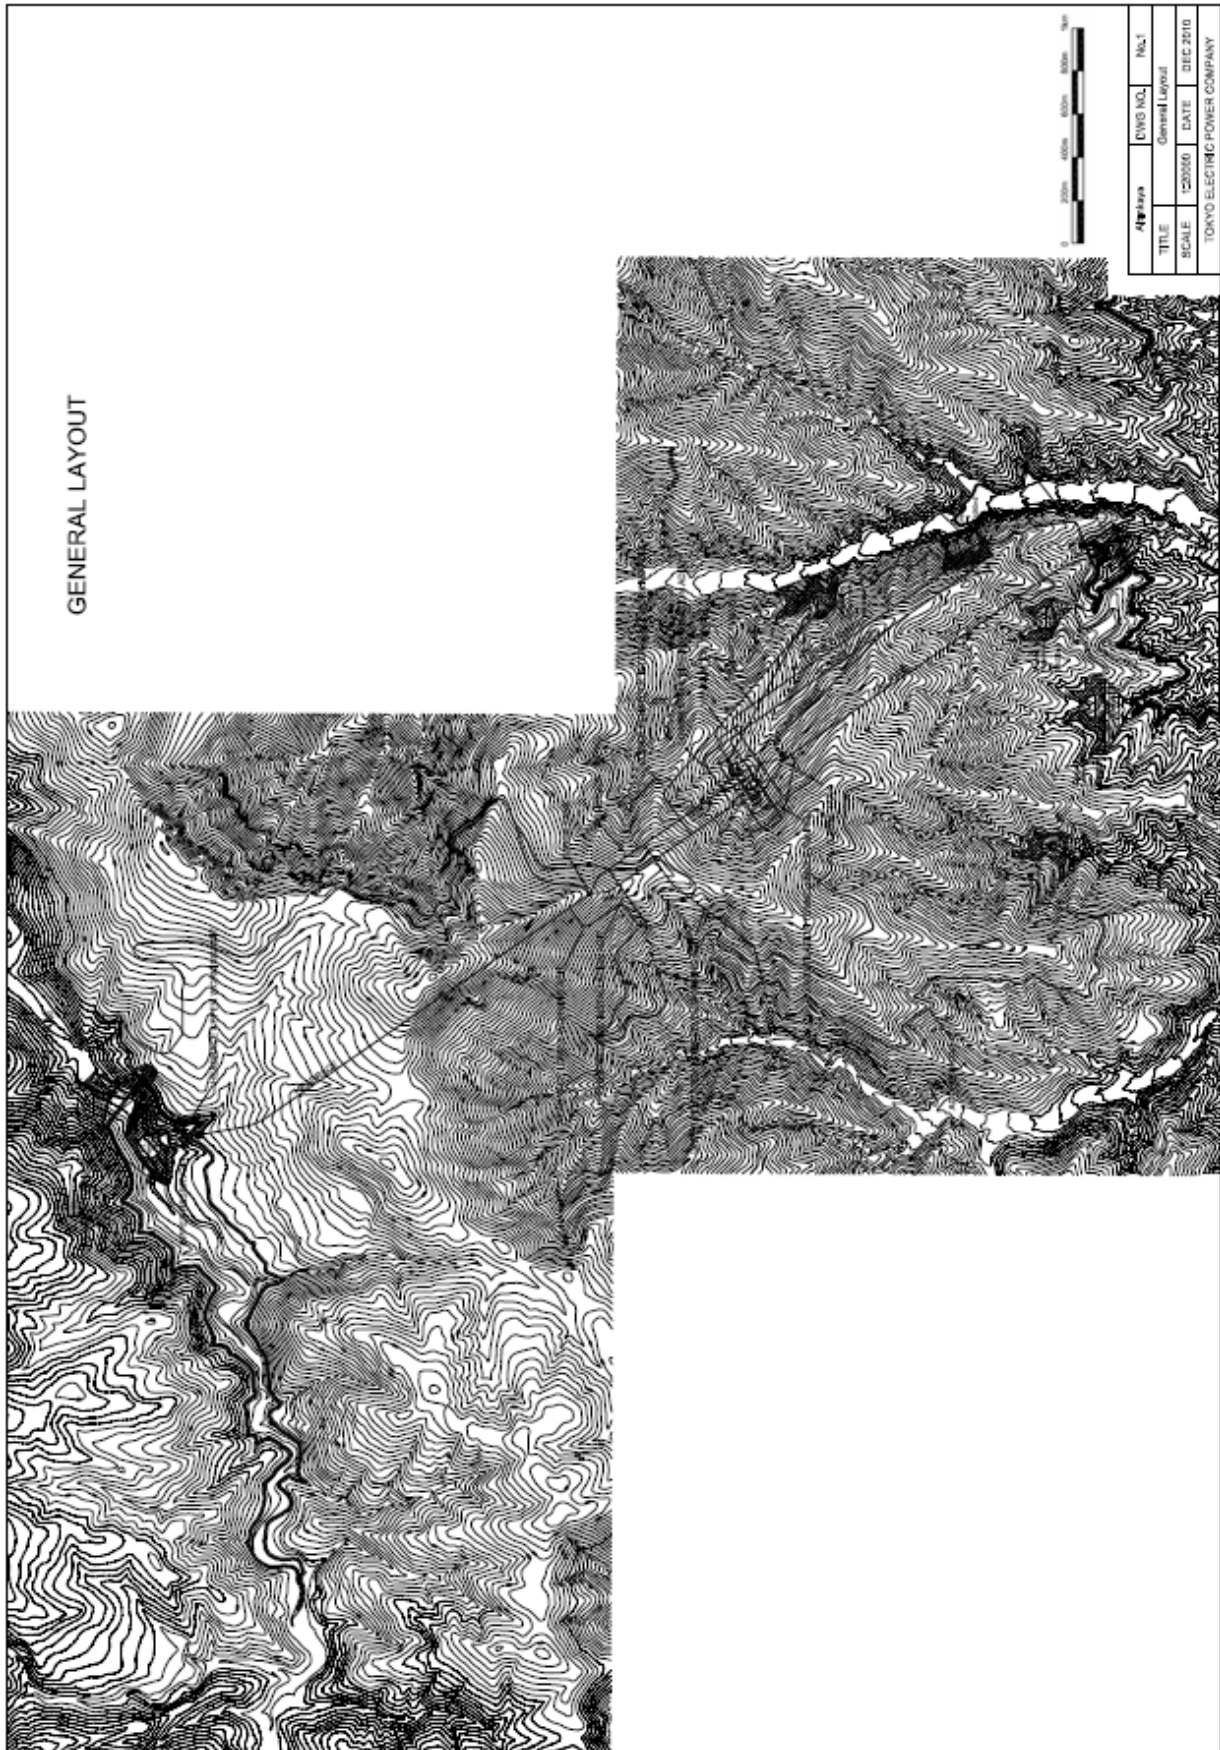 GENERAL LAYOUT
0 200m 400m 600m 800m 1km
Altınkaya DWG NO. No.1
TITLE General Layout
SCALE 1:20000 DATE DEC 2010
TOKYO ELECTRIC POWER COMPANY